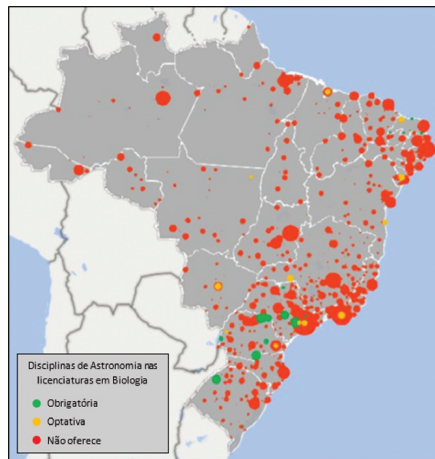 Disciplinas de Astronomia nas
licenciaturas em Biologia
Obrigatória
Optativa
Não oferece